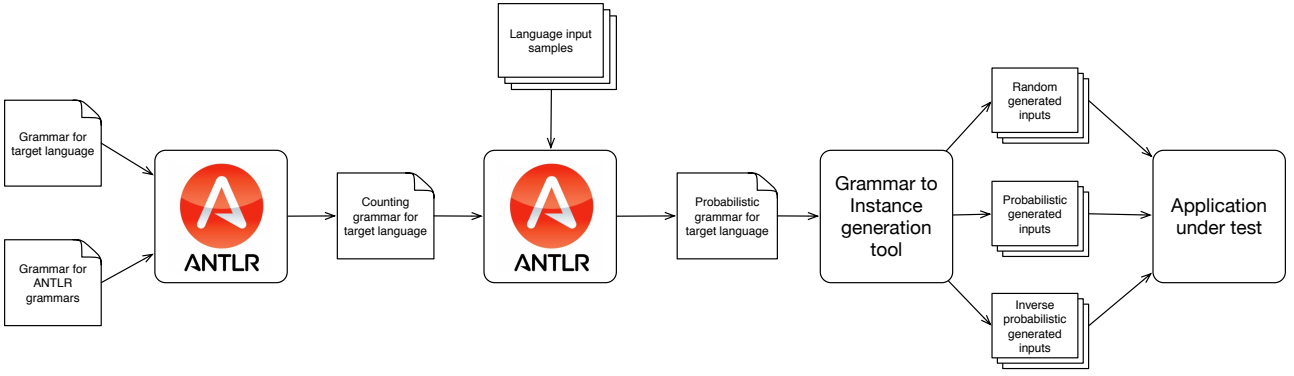 Language input
samples
Grammar for
target language
Grammar for
ANTLR
grammars
ANTLR
Counting
grammar for
target language
ANTLR
Probabilistic
grammar for
target language
Grammar to
Instance
generation
tool
Random
generated
inputs
Probabilistic
generated
inputs
Inverse
probabilistic
generated
inputs
Application
under test